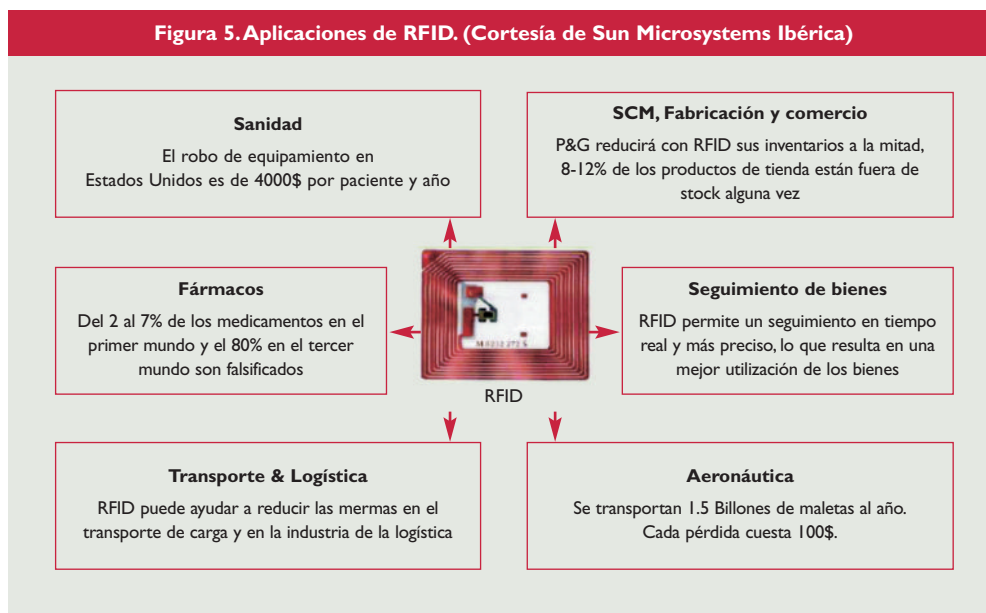 Figura 5. Aplicaciones de RFID. (Cortesía de Sun Microsystems Ibérica)
Sanidad
El robo de equipamiento en
Estados Unidos es de 4000$ por paciente y año
SCM, Fabricación y comercio
P&G reducirá con RFID sus inventarios a la mitad,
8-12% de los productos de tienda están fuera de
stock alguna vez
Fármacos
Del 2 al 7% de los medicamentos en el
primer mundo y el 80% en el tercer
mundo son falsificados
RFID
Seguimiento de bienes
RFID permite un seguimiento en tiempo
real y más preciso, lo que resulta en una
mejor utilización de los bienes
Transporte & Logística
RFID puede ayudar a reducir las mermas en el
transporte de carga y en la industria de la logística
Aeronáutica
Se transportan 1.5 Billones de maletas al año.
Cada pérdida cuesta 100$.